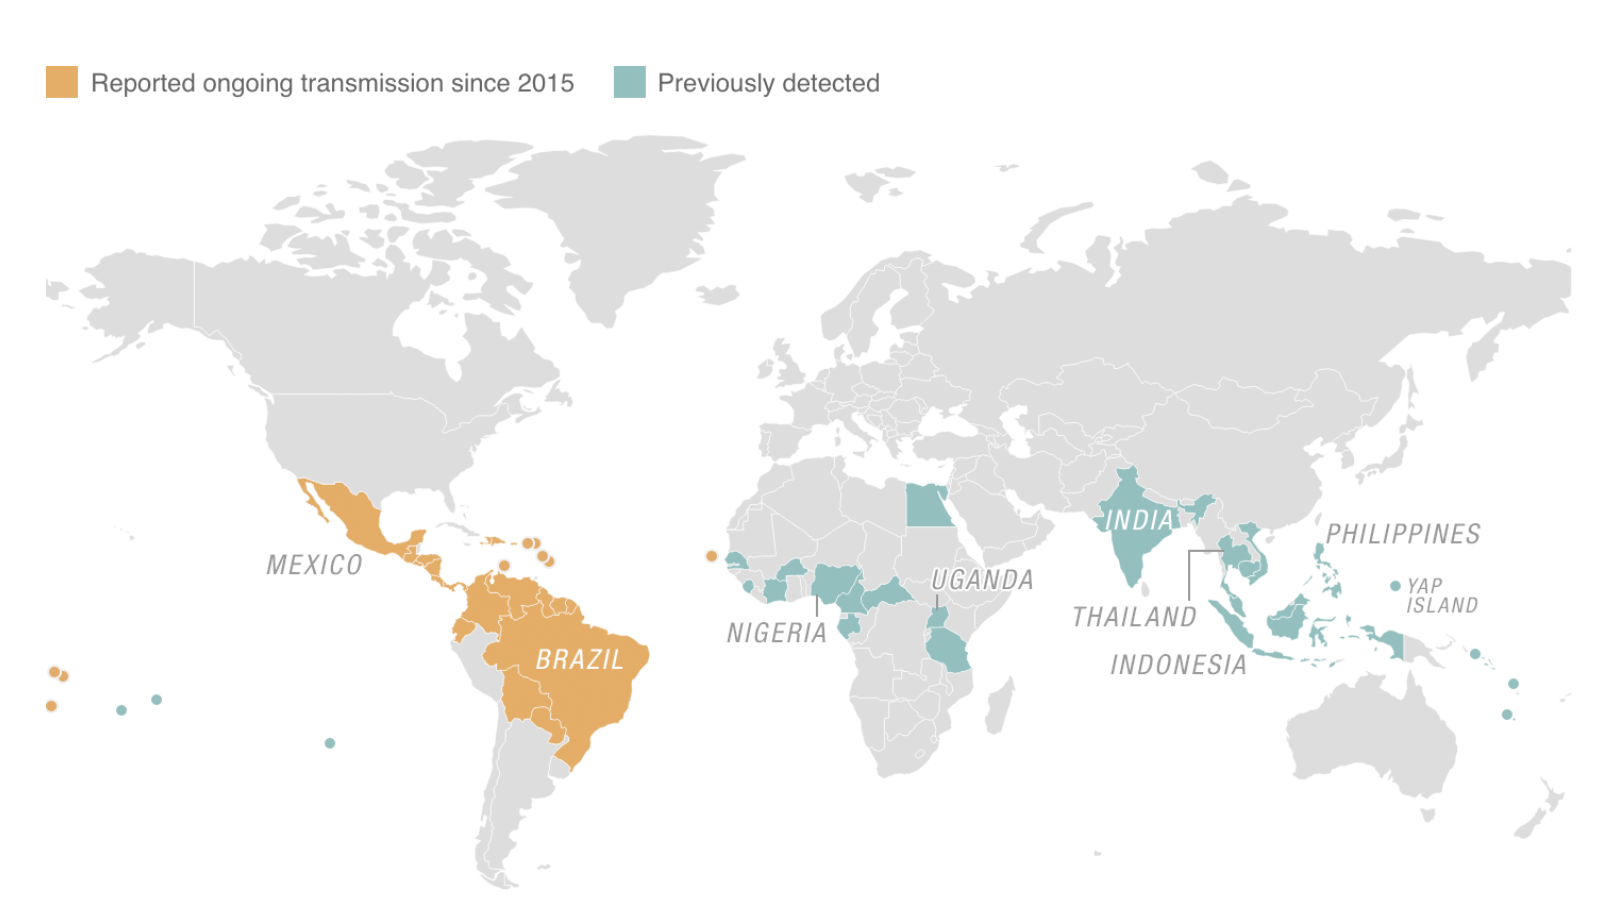 Reported ongoing transmission since 2015
Previously detected
MEXICO
BRAZIL
NIGERIA
UGANDA
INDIA
THAILAND
INDONESIA
PHILIPPINES
YAP
ISLAND